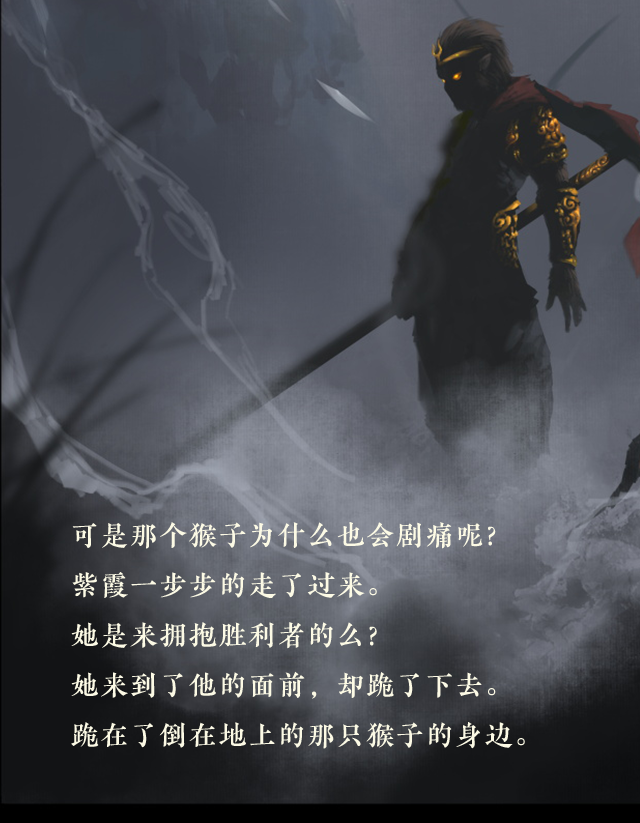 可是那个猴子为什么也会剧痛呢?
紫霞一步步的走了过来。
她是来拥抱胜利者的么?
她来到了他的面前，却跪了下去。
跪在了倒在地上的那只猴子的身边。